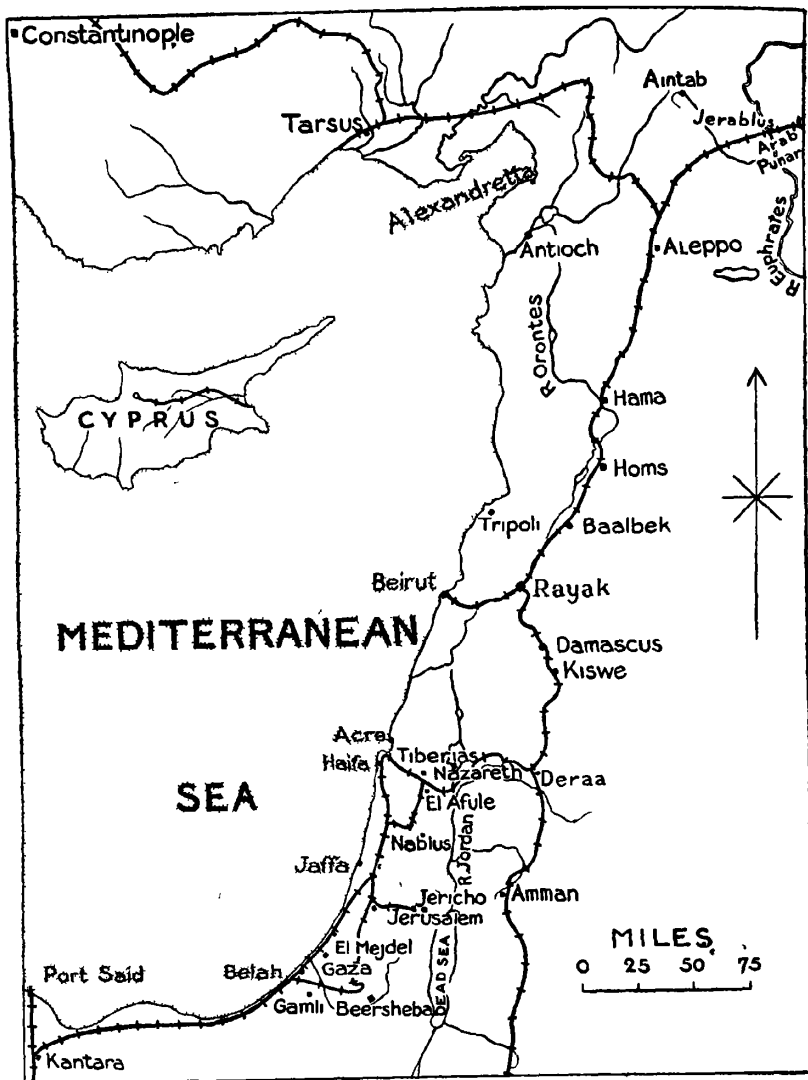 Constantinople
Aintab
Jerablus
Arab
Punar
Tarsus
Alexandretta
Antioch
ALEPPO
R Euphrates
R Orontes
Hama
CYPRUS
Homs
Tripoli
Baalbek
Beirut
Rayak
MEDITERRANEAN
Damascus
Kiswe
Acre
Tiberias
Haifa
Nazareth
Deraa
SEA
El Afule
Nablus
R. Jordan
Jaffa
Jericho
Amman
Jerusalem
El Mejdel
MILES
Port Said
Belah
Gaza
DEAD SEA
0 25 50 75
Gamli
Beersheba
Kantara